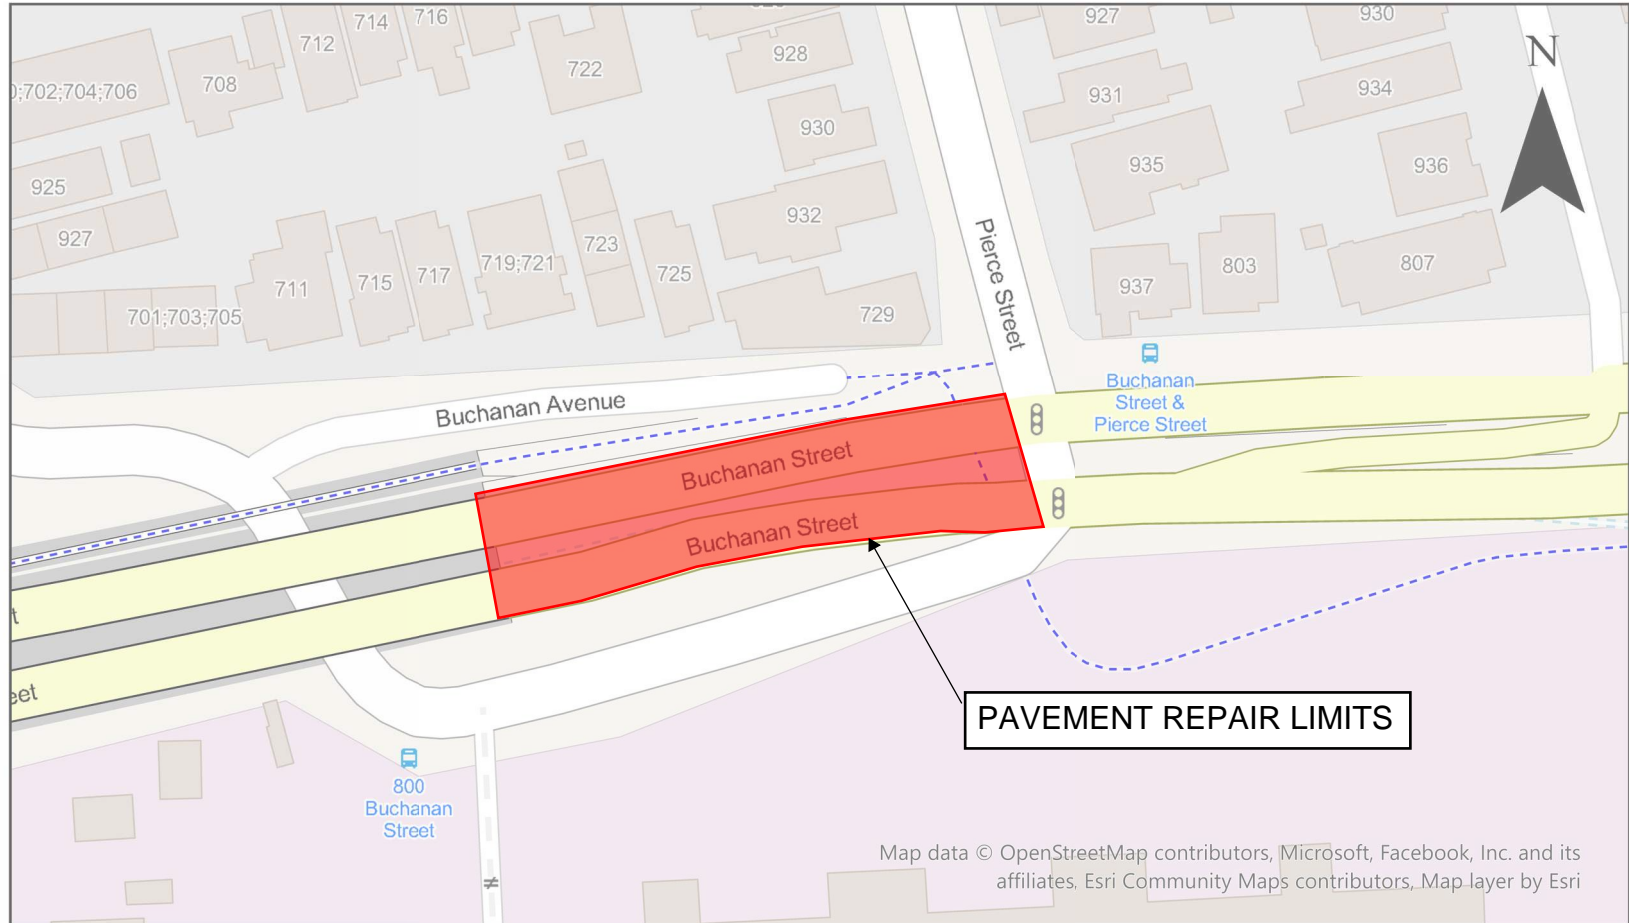 714
716
712
927
930
928
722
708
0;702;704;706
931
934
930
935
936
925
932
927
723
719;721
725
717
715
711
937
803
807
729
701;703;705
N
Pierce Street
Buchanan
Street &
Pierce Street
Buchanan Avenue
Buchanan Street
Buchanan Street
t
eet
PAVEMENT REPAIR LIMITS
800
Buchanan
Street
Map data © OpenStreetMap contributors, Microsoft, Facebook, Inc. and its
affiliates, Esri Community Maps contributors, Map layer by Esri